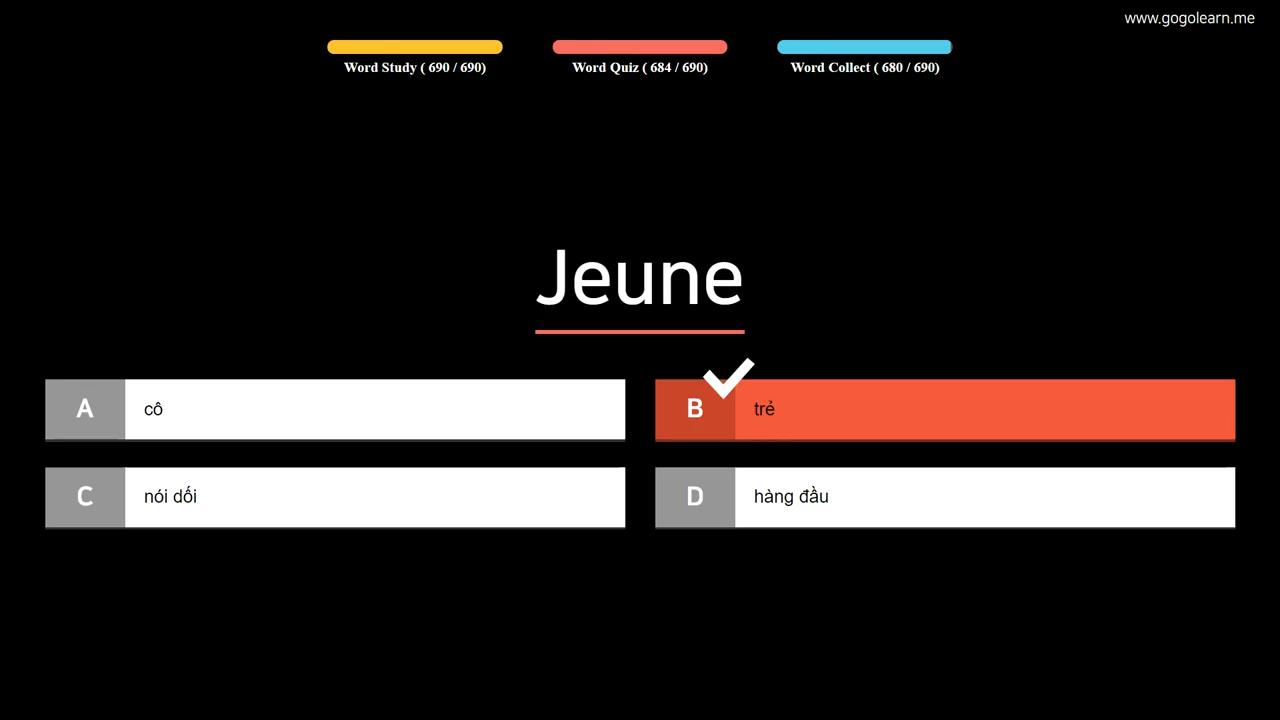 www.gogolearn.me
Word Study ( 690 / 690)
Word Quiz ( 684 / 690)
Word Collect ( 680 / 690)
Jeune
A cô
B trẻ
C nói dối
D hàng đầu